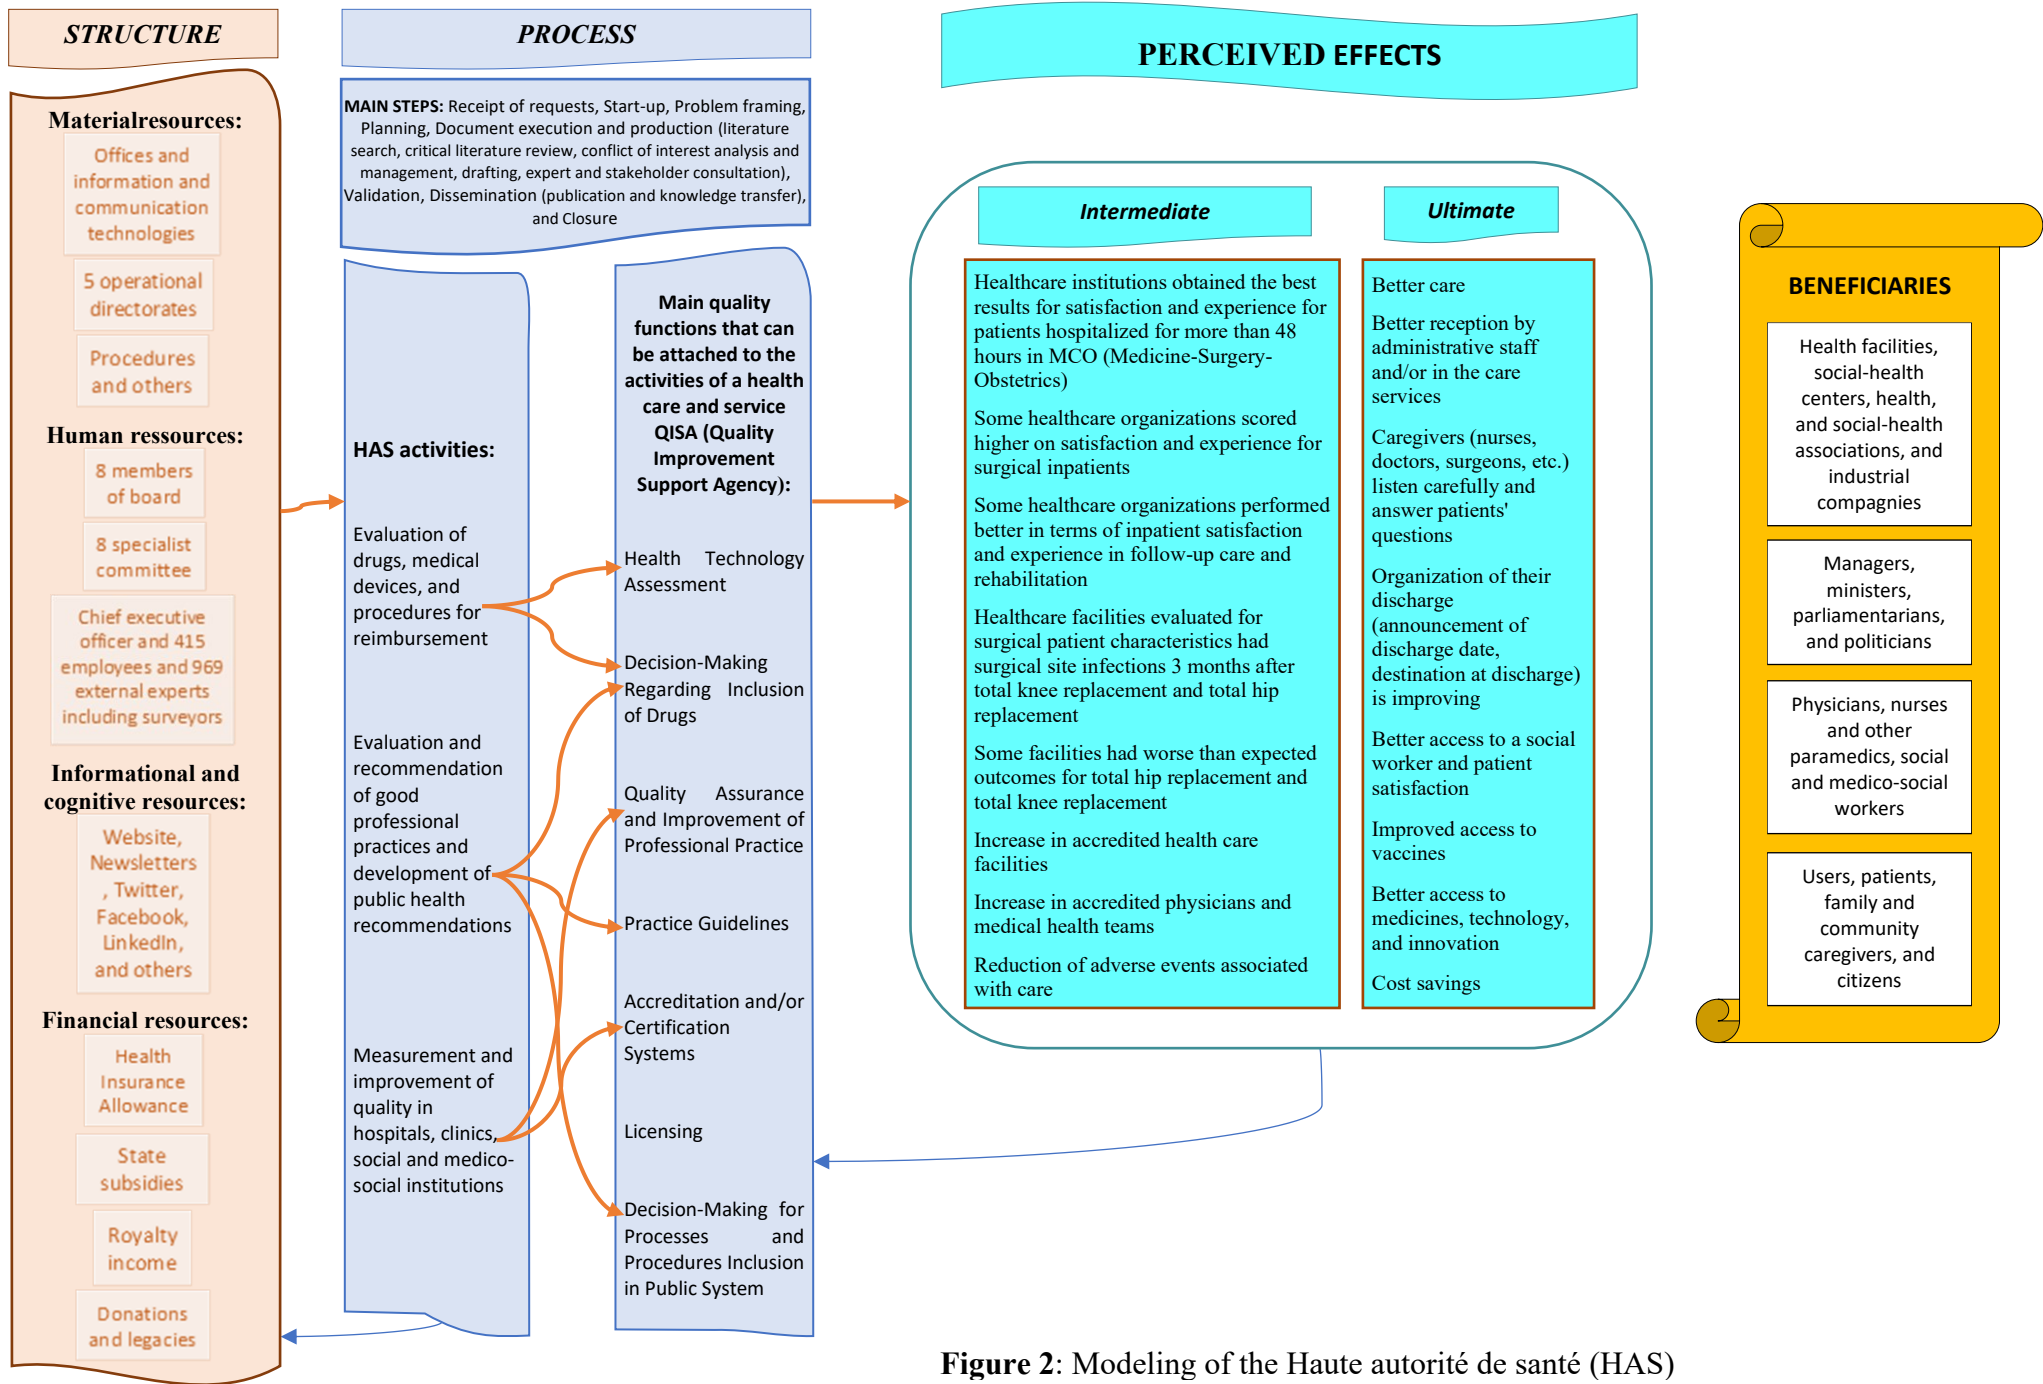 STRUCTURE
Materialresources:
Offices and
information and
communication
technologies
5 operational
directorates
Procedures
and others
Human ressources:
8 members
of board
8 specialist
committee
Chief executive
officer and 415
employees and 969
external experts
including surveyors
Informational and
cognitive resources:
Website,
Newsletters
, Twitter,
Facebook,
LinkedIn,
and others
Financial resources:
Health
Insurance
Allowance
State
subsidies
Royalty
income
Donations
and legacies
PROCESS
MAIN STEPS: Receipt of requests, Start-up, Problem framing,
Planning, Document execution and production (literature
search, critical literature review, conflict of interest analysis and
management, drafting, expert and stakeholder consultation),
Validation, Dissemination (publication and knowledge transfer),
and Closure
HAS activities:
Evaluation of
drugs, medical
devices, and
procedures for
reimbursement
Evaluation and
recommendation
of good
professional
practices and
development of
public health
recommendations
Measurement and
improvement of
quality in
hospitals, clinics,
social and medico-
social institutions
Main quality
functions that can
be attached to the
activities of a health
care and service
QISA (Quality
Improvement
Support Agency):
Health Technology
Assessment
Decision-Making
Regarding Inclusion
of Drugs
Quality Assurance
and Improvement of
Professional Practice
Practice Guidelines
Accreditation and/or
Certification
Systems
Licensing
Decision-Making for
Processes and
Procedures Inclusion
in Public System
PERCEIVED EFFECTS
Intermediate
Healthcare institutions obtained the best
results for satisfaction and experience for
patients hospitalized for more than 48
hours in MCO (Medicine-Surgery-
Obstetrics)
Some healthcare organizations scored
higher on satisfaction and experience for
surgical inpatients
Some healthcare organizations performed
better in terms of inpatient satisfaction
and experience in follow-up care and
rehabilitation
Healthcare facilities evaluated for
surgical patient characteristics had
surgical site infections 3 months after
total knee replacement and total hip
replacement
Some facilities had worse than expected
outcomes for total hip replacement and
total knee replacement
Increase in accredited health care
facilities
Increase in accredited physicians and
medical health teams
Reduction of adverse events associated
with care
Ultimate
Better care
Better reception by
administrative staff
and/or in the care
services
Caregivers (nurses,
doctors, surgeons, etc.)
listen carefully and
answer patients'
questions
Organization of their
discharge
(announcement of
discharge date,
destination at discharge)
is improving
Better access to a social
worker and patient
satisfaction
Improved access to
vaccines
Better access to
medicines, technology,
and innovation
Cost savings
BENEFICIARIES
Health facilities,
social-health
centers, health,
and social-health
associations, and
industrial
compagnies
Managers,
ministers,
parliamentarians,
and politicians
Physicians, nurses
and other
paramedics, social
and medico-social
workers
Users, patients,
family and
community
caregivers, and
citizens
Figure 2: Modeling of the Haute autorité de santé (HAS)